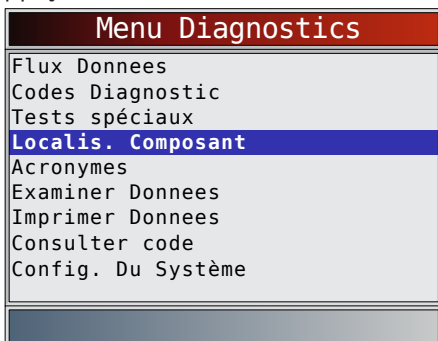 Menu Diagnostics
Flux Donnees
Codes Diagnostic
Tests spéciaux
Localis. Composant
Acronymes
Examiner Donnees
Imprimer Donnees
Consulter code
Config. Du Système